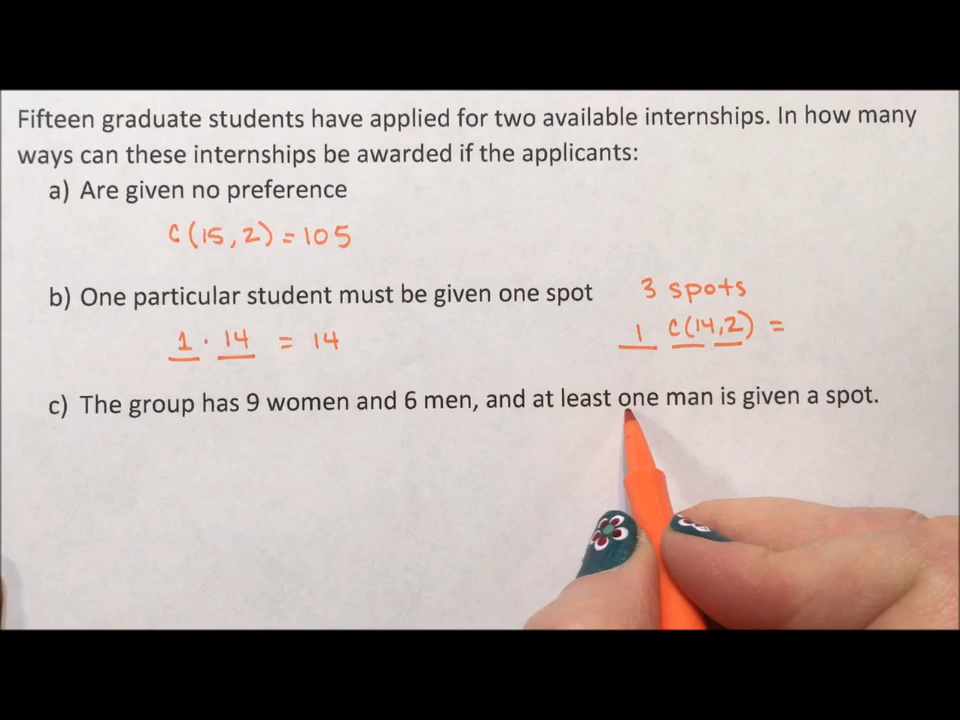 Fifteen graduate students have applied for two available internships. In how many
ways can these internships be awarded if the applicants:
a) Are given no preference
C(15,2) = 105
b) One particular student must be given one spot
3 spots
1 · 14 = 14
1 C(14,2) =
c) The group has 9 women and 6 men, and at least one man is given a spot.